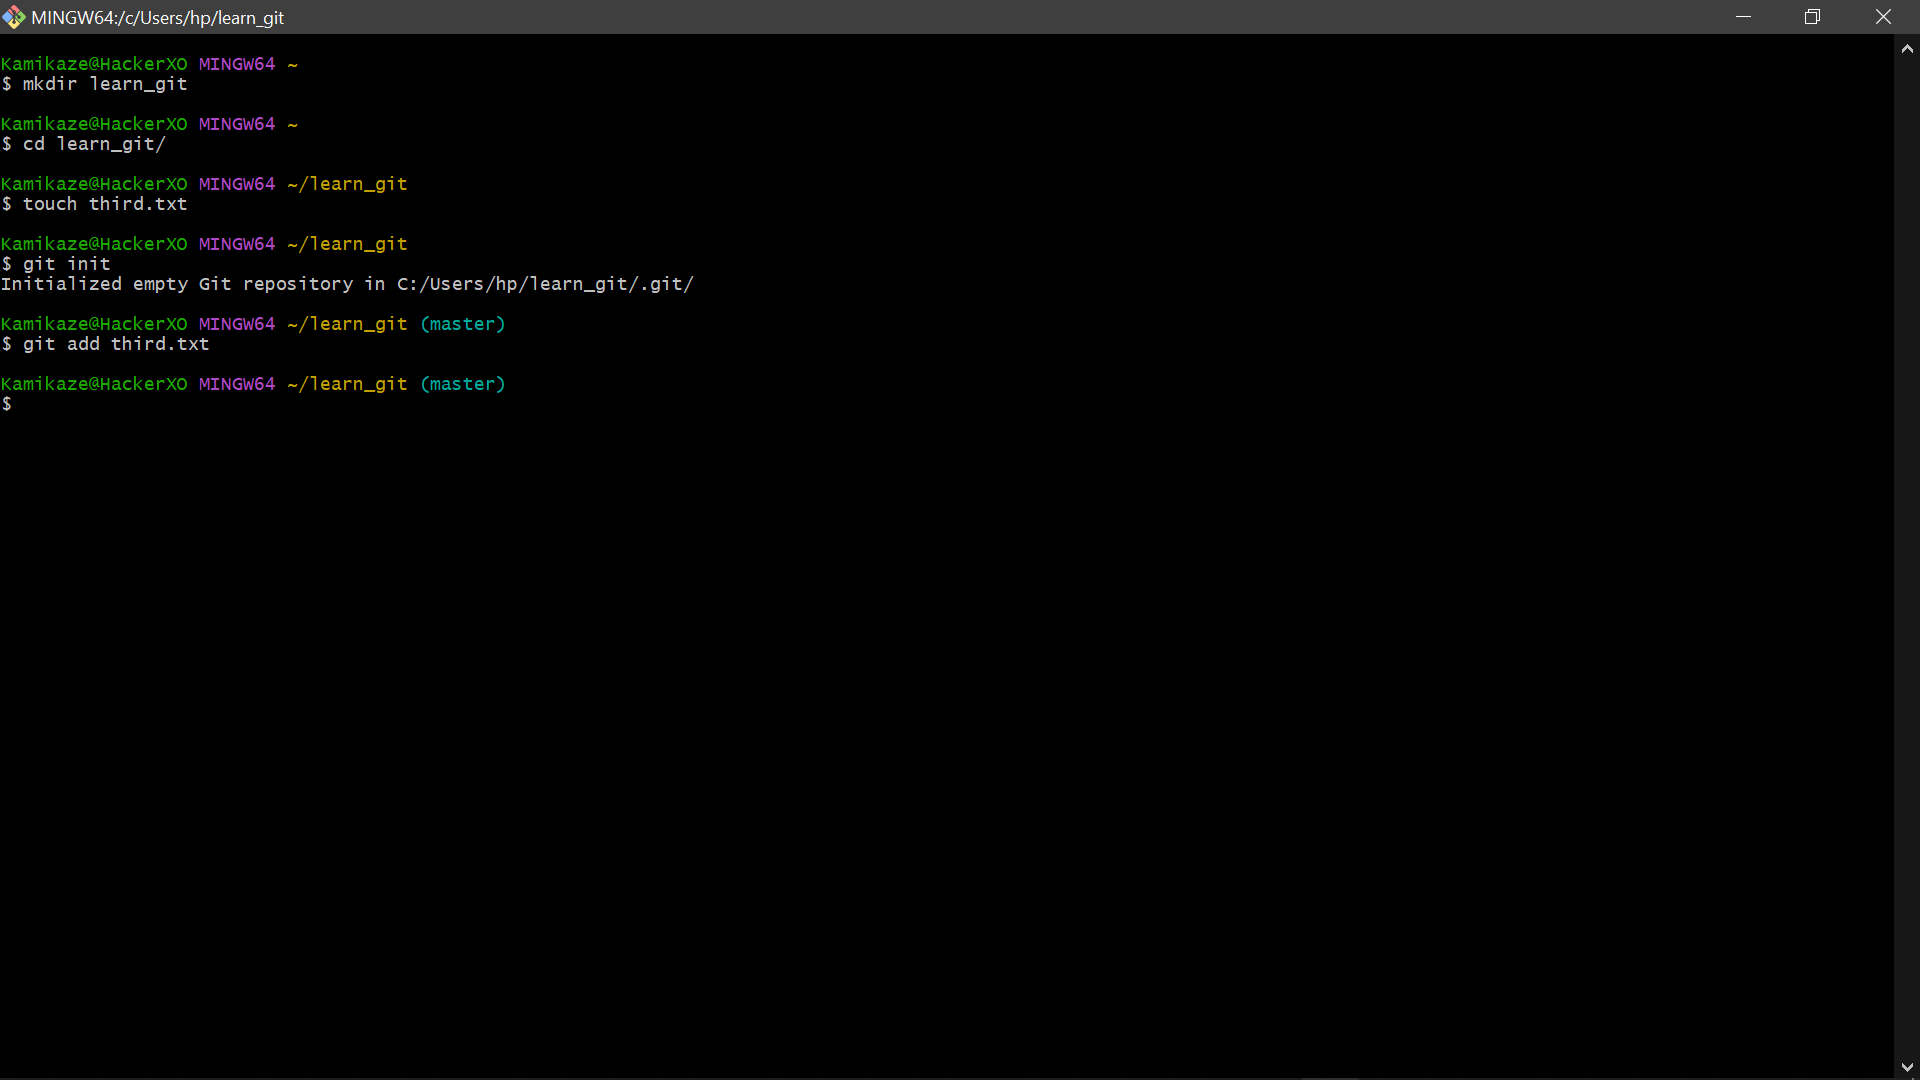 MINGW64:/c/Users/hp/learn_git
Kamikaze@HackerXO MINGW64 ~
$ mkdir learn_git
Kamikaze@HackerXO MINGW64 ~
$ cd learn_git/
Kamikaze@HackerXO MINGW64 ~/learn_git
$ touch third.txt
Kamikaze@HackerXO MINGW64 ~/learn_git
$ git init
Initialized empty Git repository in C:/Users/hp/learn_git/.git/
Kamikaze@HackerXO MINGW64 ~/learn_git (master)
$ git add third.txt
Kamikaze@HackerXO MINGW64 ~/learn_git (master)
$